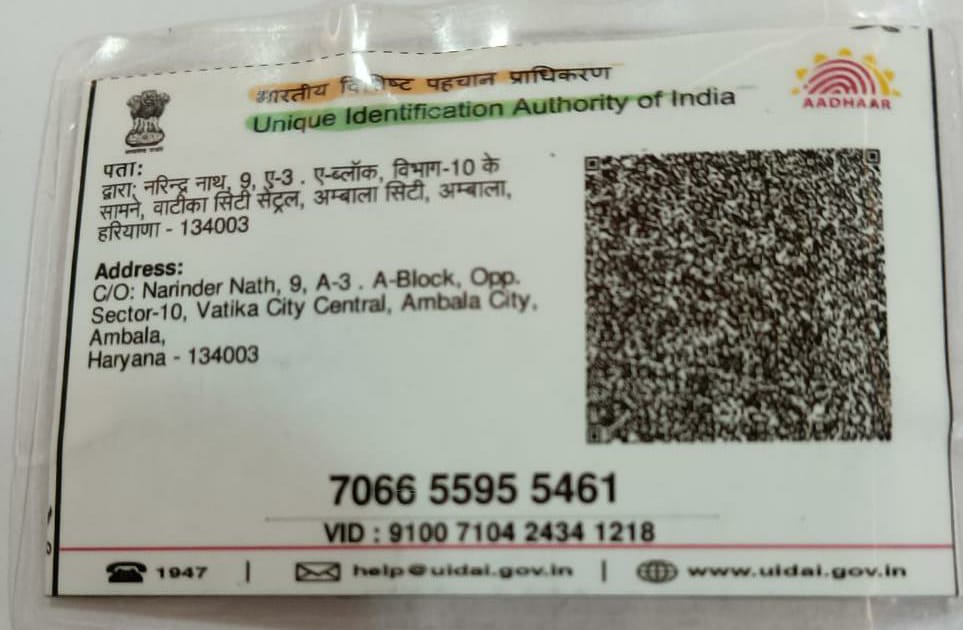 भारतीय विशिष्ट पहचान प्राधिकरण
Unique Identification Authority of India
AADHAAR
पता:
द्वारा: नरिन्द्र नाथ, 9, ए-3 . ए-ब्लॉक, विभाग-10 के
सामने, वाटीका सिटी सेंट्रल, अम्बाला सिटी, अम्बाला,
हरियाणा - 134003
Address:
C/O: Narinder Nath, 9, A-3 . A-Block, Opp.
Sector-10, Vatika City Central, Ambala City,
Ambala,
Haryana - 134003
7066 5595 5461
VID : 9100 7104 2434 1218
1947 | help@uidai.gov.in | www.uidai.gov.in